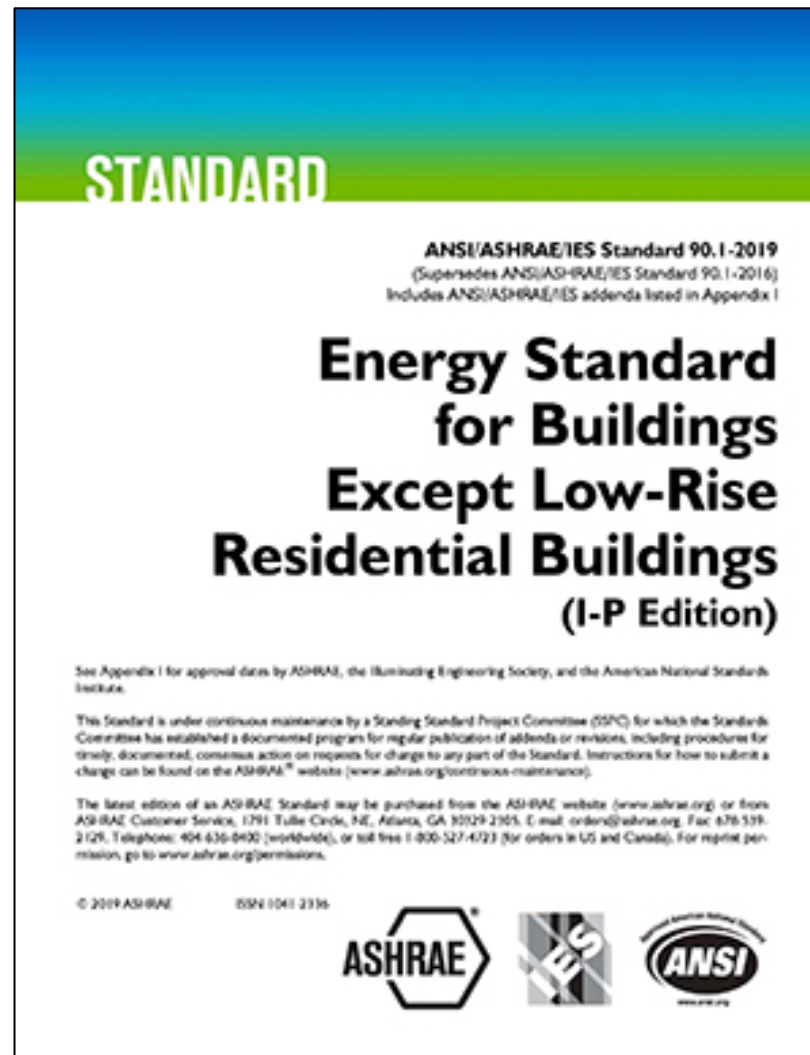 STANDARD
ANSI/ASHRAE/IES Standard 90.1-2019
(Supersedes ANSI/ASHRAE/IES Standard 90.1-2016)
Includes ANSI/ASHRAE/IES addenda listed in Appendix I
Energy Standard
for Buildings
Except Low-Rise
Residential Buildings
(I-P Edition)
See Appendix I for approval dates by ASHRAE, the Illuminating Engineering Society, and the American National Standards
Institute.
This Standard is under continuous maintenance by a Standing Standard Project Committee (SSPC) for which the Standards
Committee has established a documented program for regular publication of addenda or revisions, including procedures for
timely, documented, consensus action on requests for change to any part of the Standard. Instructions for how to submit a
change can be found on the ASHRAE® website (www.ashrae.org/continuous-maintenance).
The latest edition of an ASHRAE Standard may be purchased from the ASHRAE website (www.ashrae.org) or from
ASHRAE Customer Service, 1791 Tullie Circle, NE, Atlanta, GA 30329-2305. E-mail: orders@ashrae.org. Fax: 678-539-
2129. Telephone: 404-636-8400 (worldwide), or toll free 1-800-527-4723 (for orders in US and Canada). For reprint per-
mission, go to www.ashrae.org/permissions.
© 2019 ASHRAE ISSN 1041-2336
ASHRAE®
IES
American National Standard
ANSI
www.ansi.org